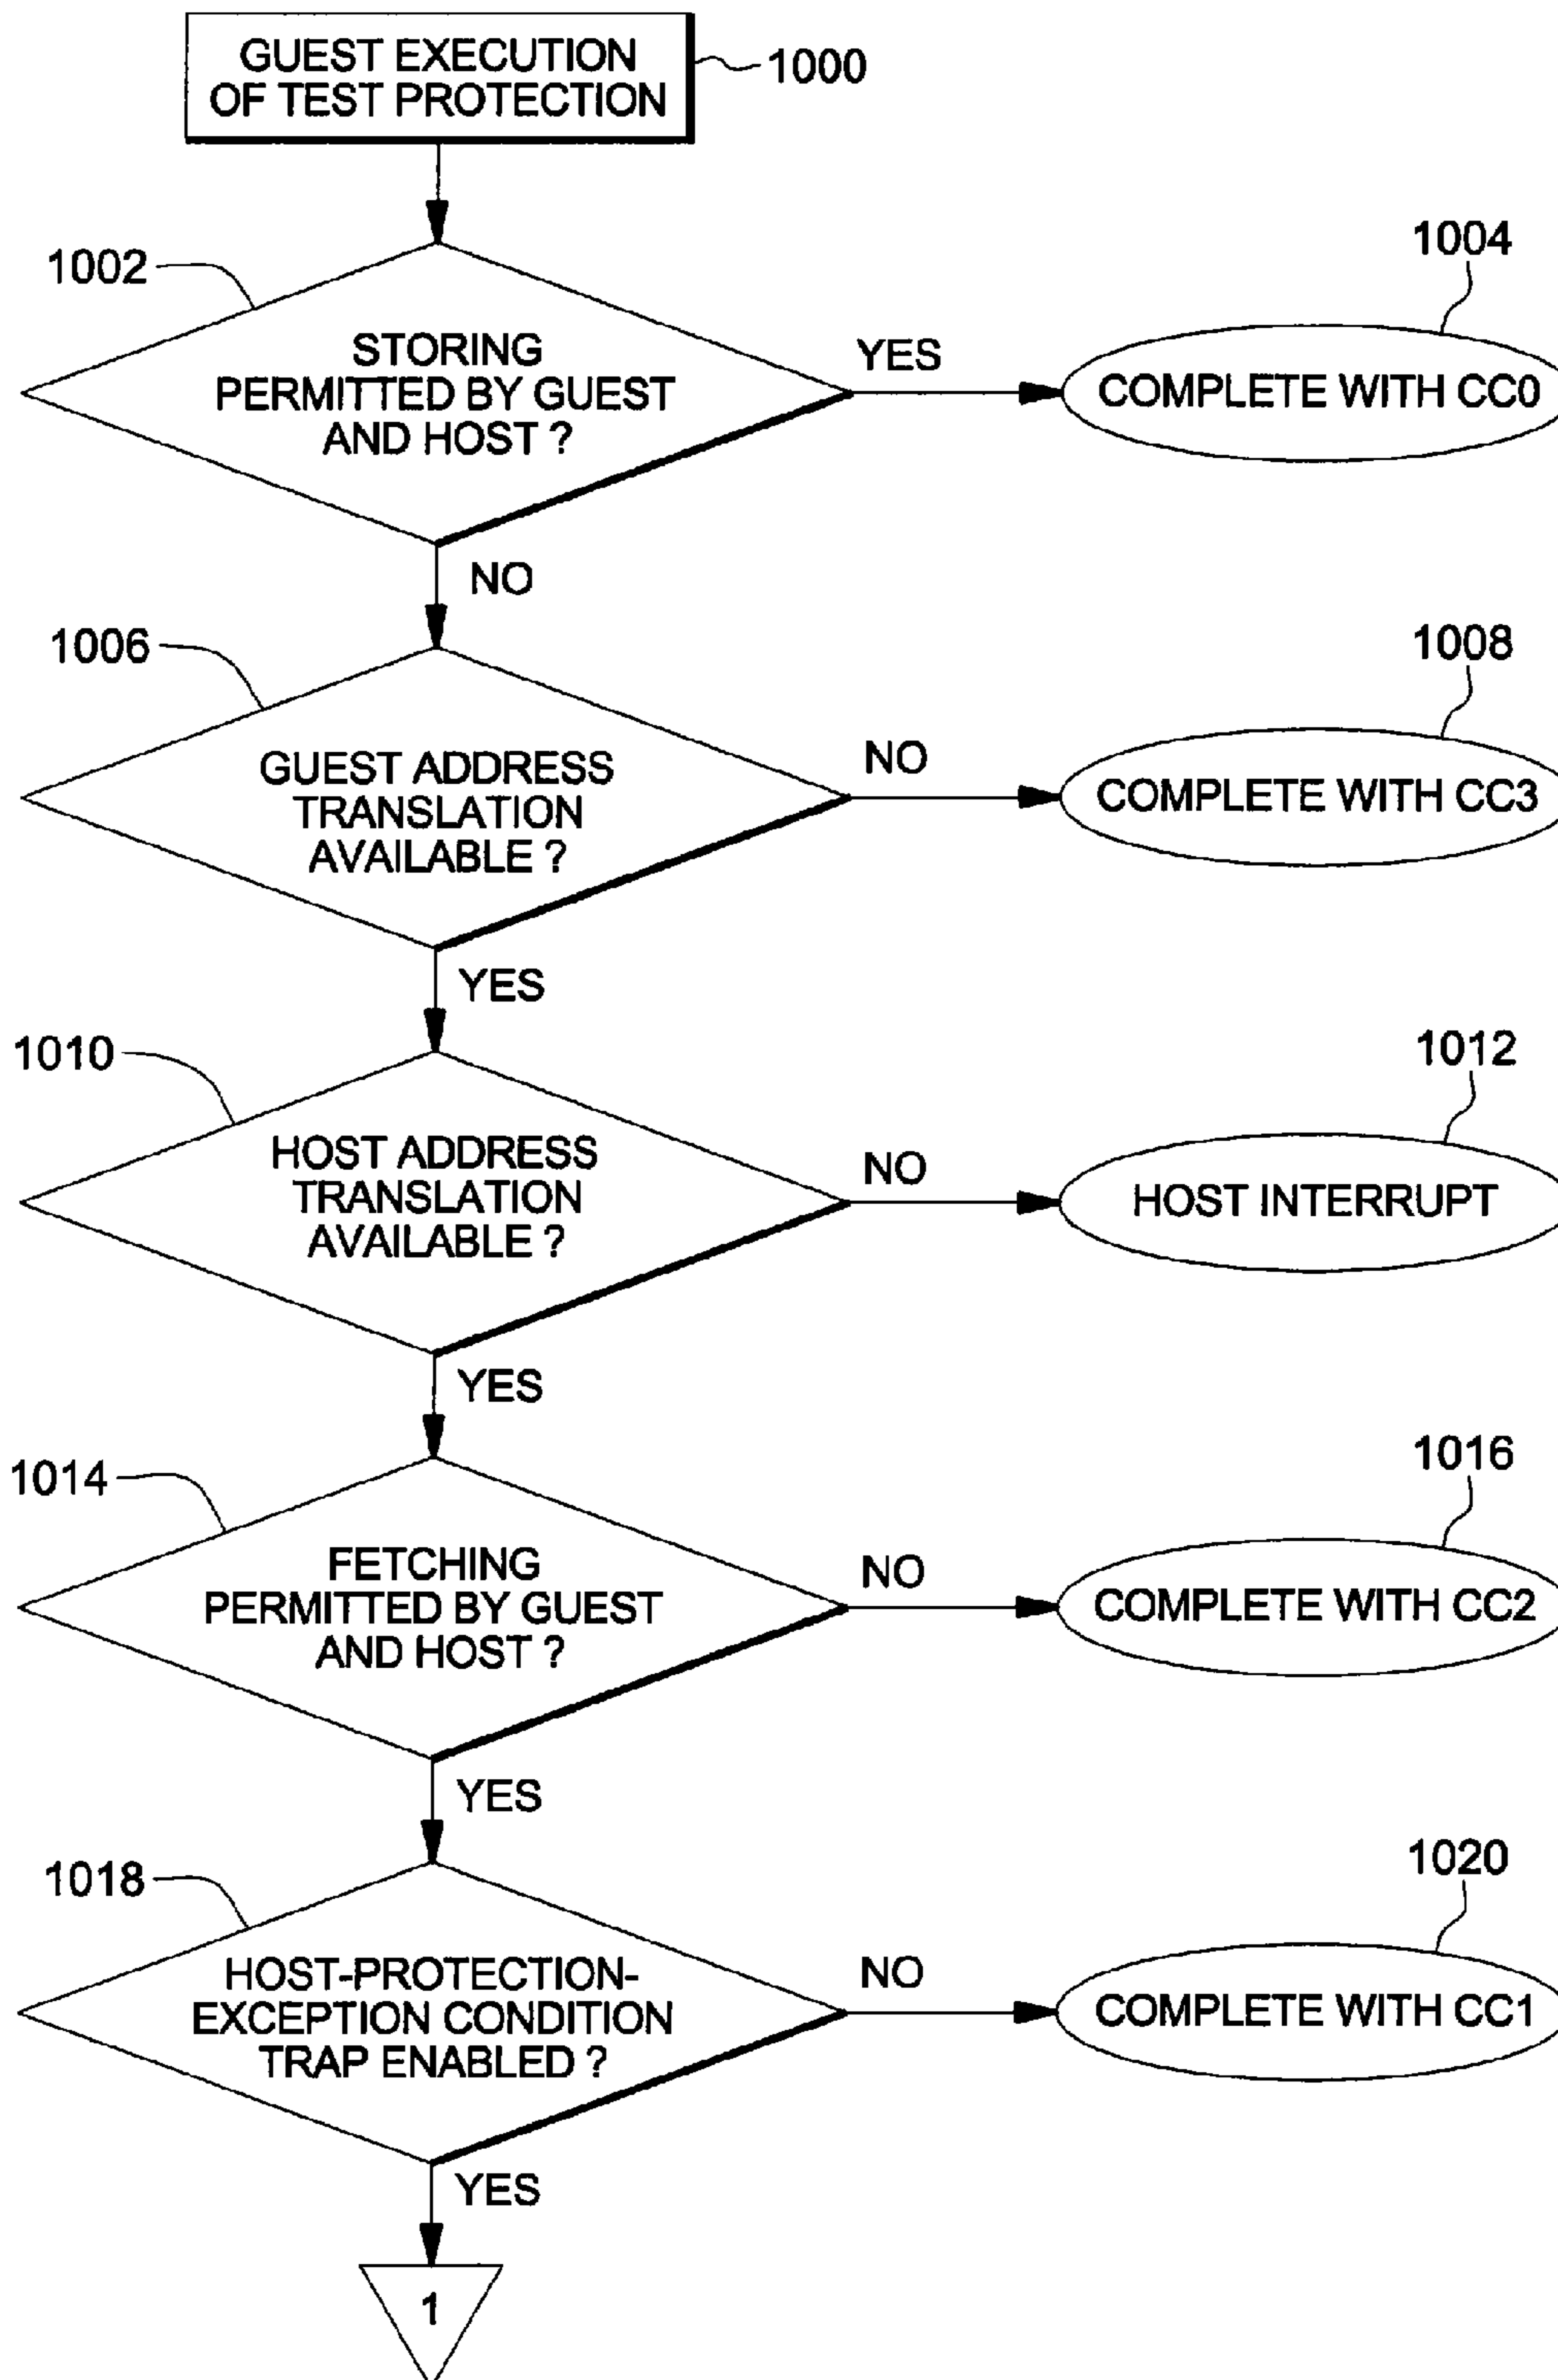 GUEST EXECUTION
OF TEST PROTECTION
1000
1002
STORING
PERMITTED BY GUEST
AND HOST ?
YES
1004
COMPLETE WITH CC0
NO
1006
GUEST ADDRESS
TRANSLATION
AVAILABLE ?
NO
1008
COMPLETE WITH CC3
YES
1010
HOST ADDRESS
TRANSLATION
AVAILABLE ?
NO
1012
HOST INTERRUPT
YES
1014
FETCHING
PERMITTED BY GUEST
AND HOST ?
NO
1016
COMPLETE WITH CC2
YES
1018
HOST-PROTECTION-
EXCEPTION CONDITION
TRAP ENABLED ?
NO
1020
COMPLETE WITH CC1
YES
1